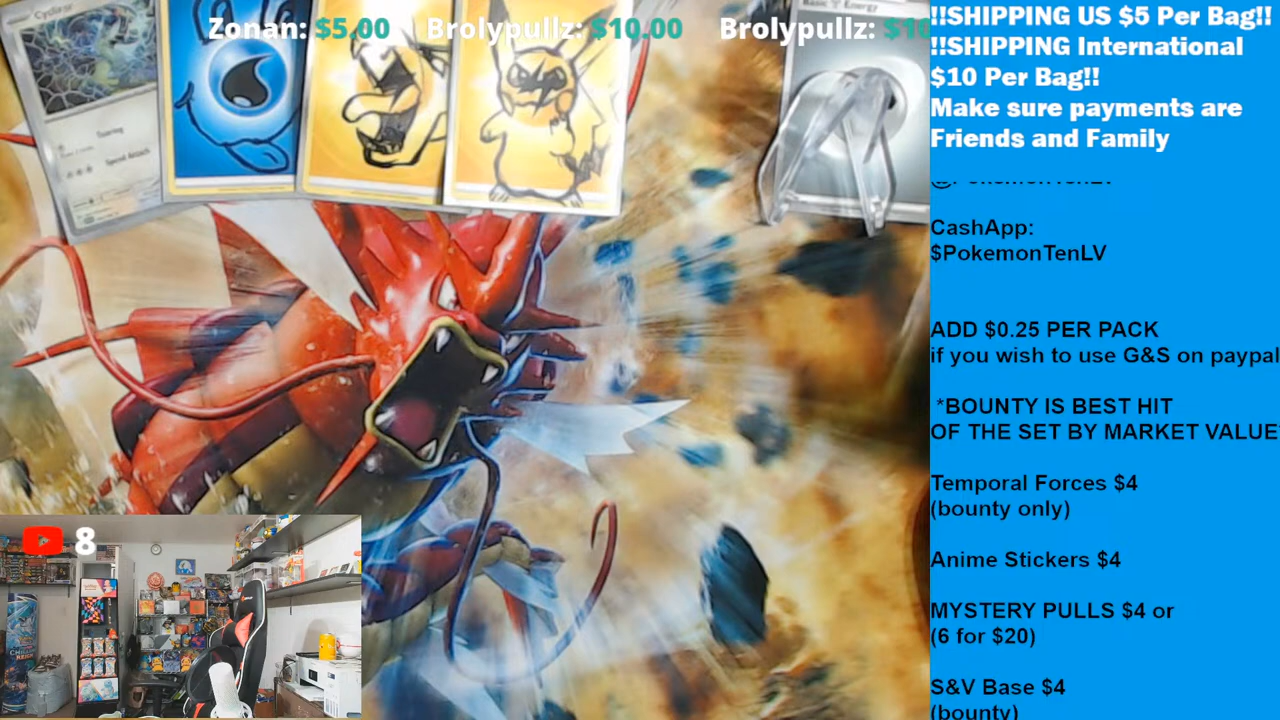 Zonan: $5.00 Brolypullz: $10.00 Brolypullz: $10
!!SHIPPING US $5 Per Bag!!
!!SHIPPING International
$10 Per Bag!!
Make sure payments are
Friends and Family
CashApp:
$PokemonTenLV
ADD $0.25 PER PACK
if you wish to use G&S on paypal
*BOUNTY IS BEST HIT
OF THE SET BY MARKET VALUE
Temporal Forces $4
(bounty only)
Anime Stickers $4
MYSTERY PULLS $4 or
(6 for $20)
S&V Base $4
(bounty)
8
Basic Energy